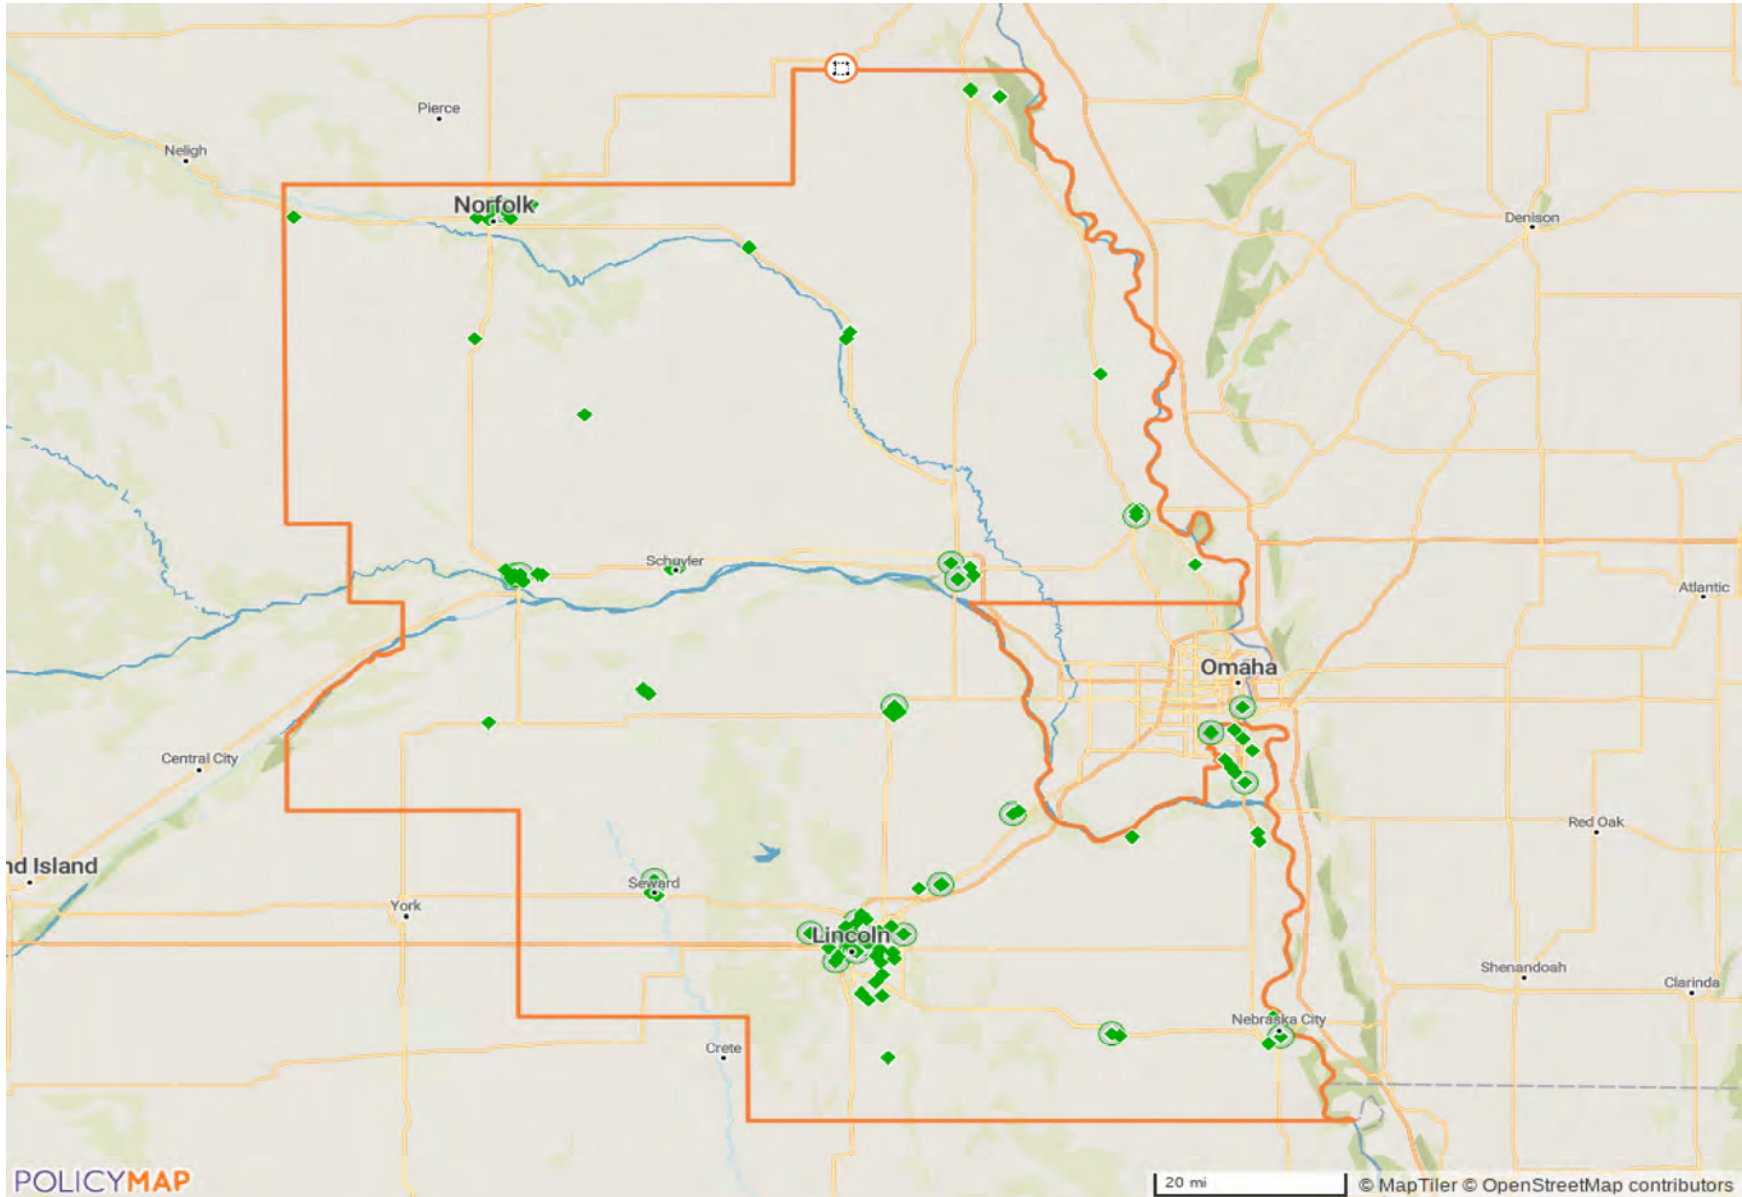 Pierce
Neligh
Norfolk
Denison
Schuyler
Atlantic
Omaha
Central City
Red Oak
nd Island
Seward
York
Lincoln
Shenandoah
Clarinda
Nebraska City
Crete
POLICYMAP
20 mi
© MapTiler © OpenStreetMap contributors